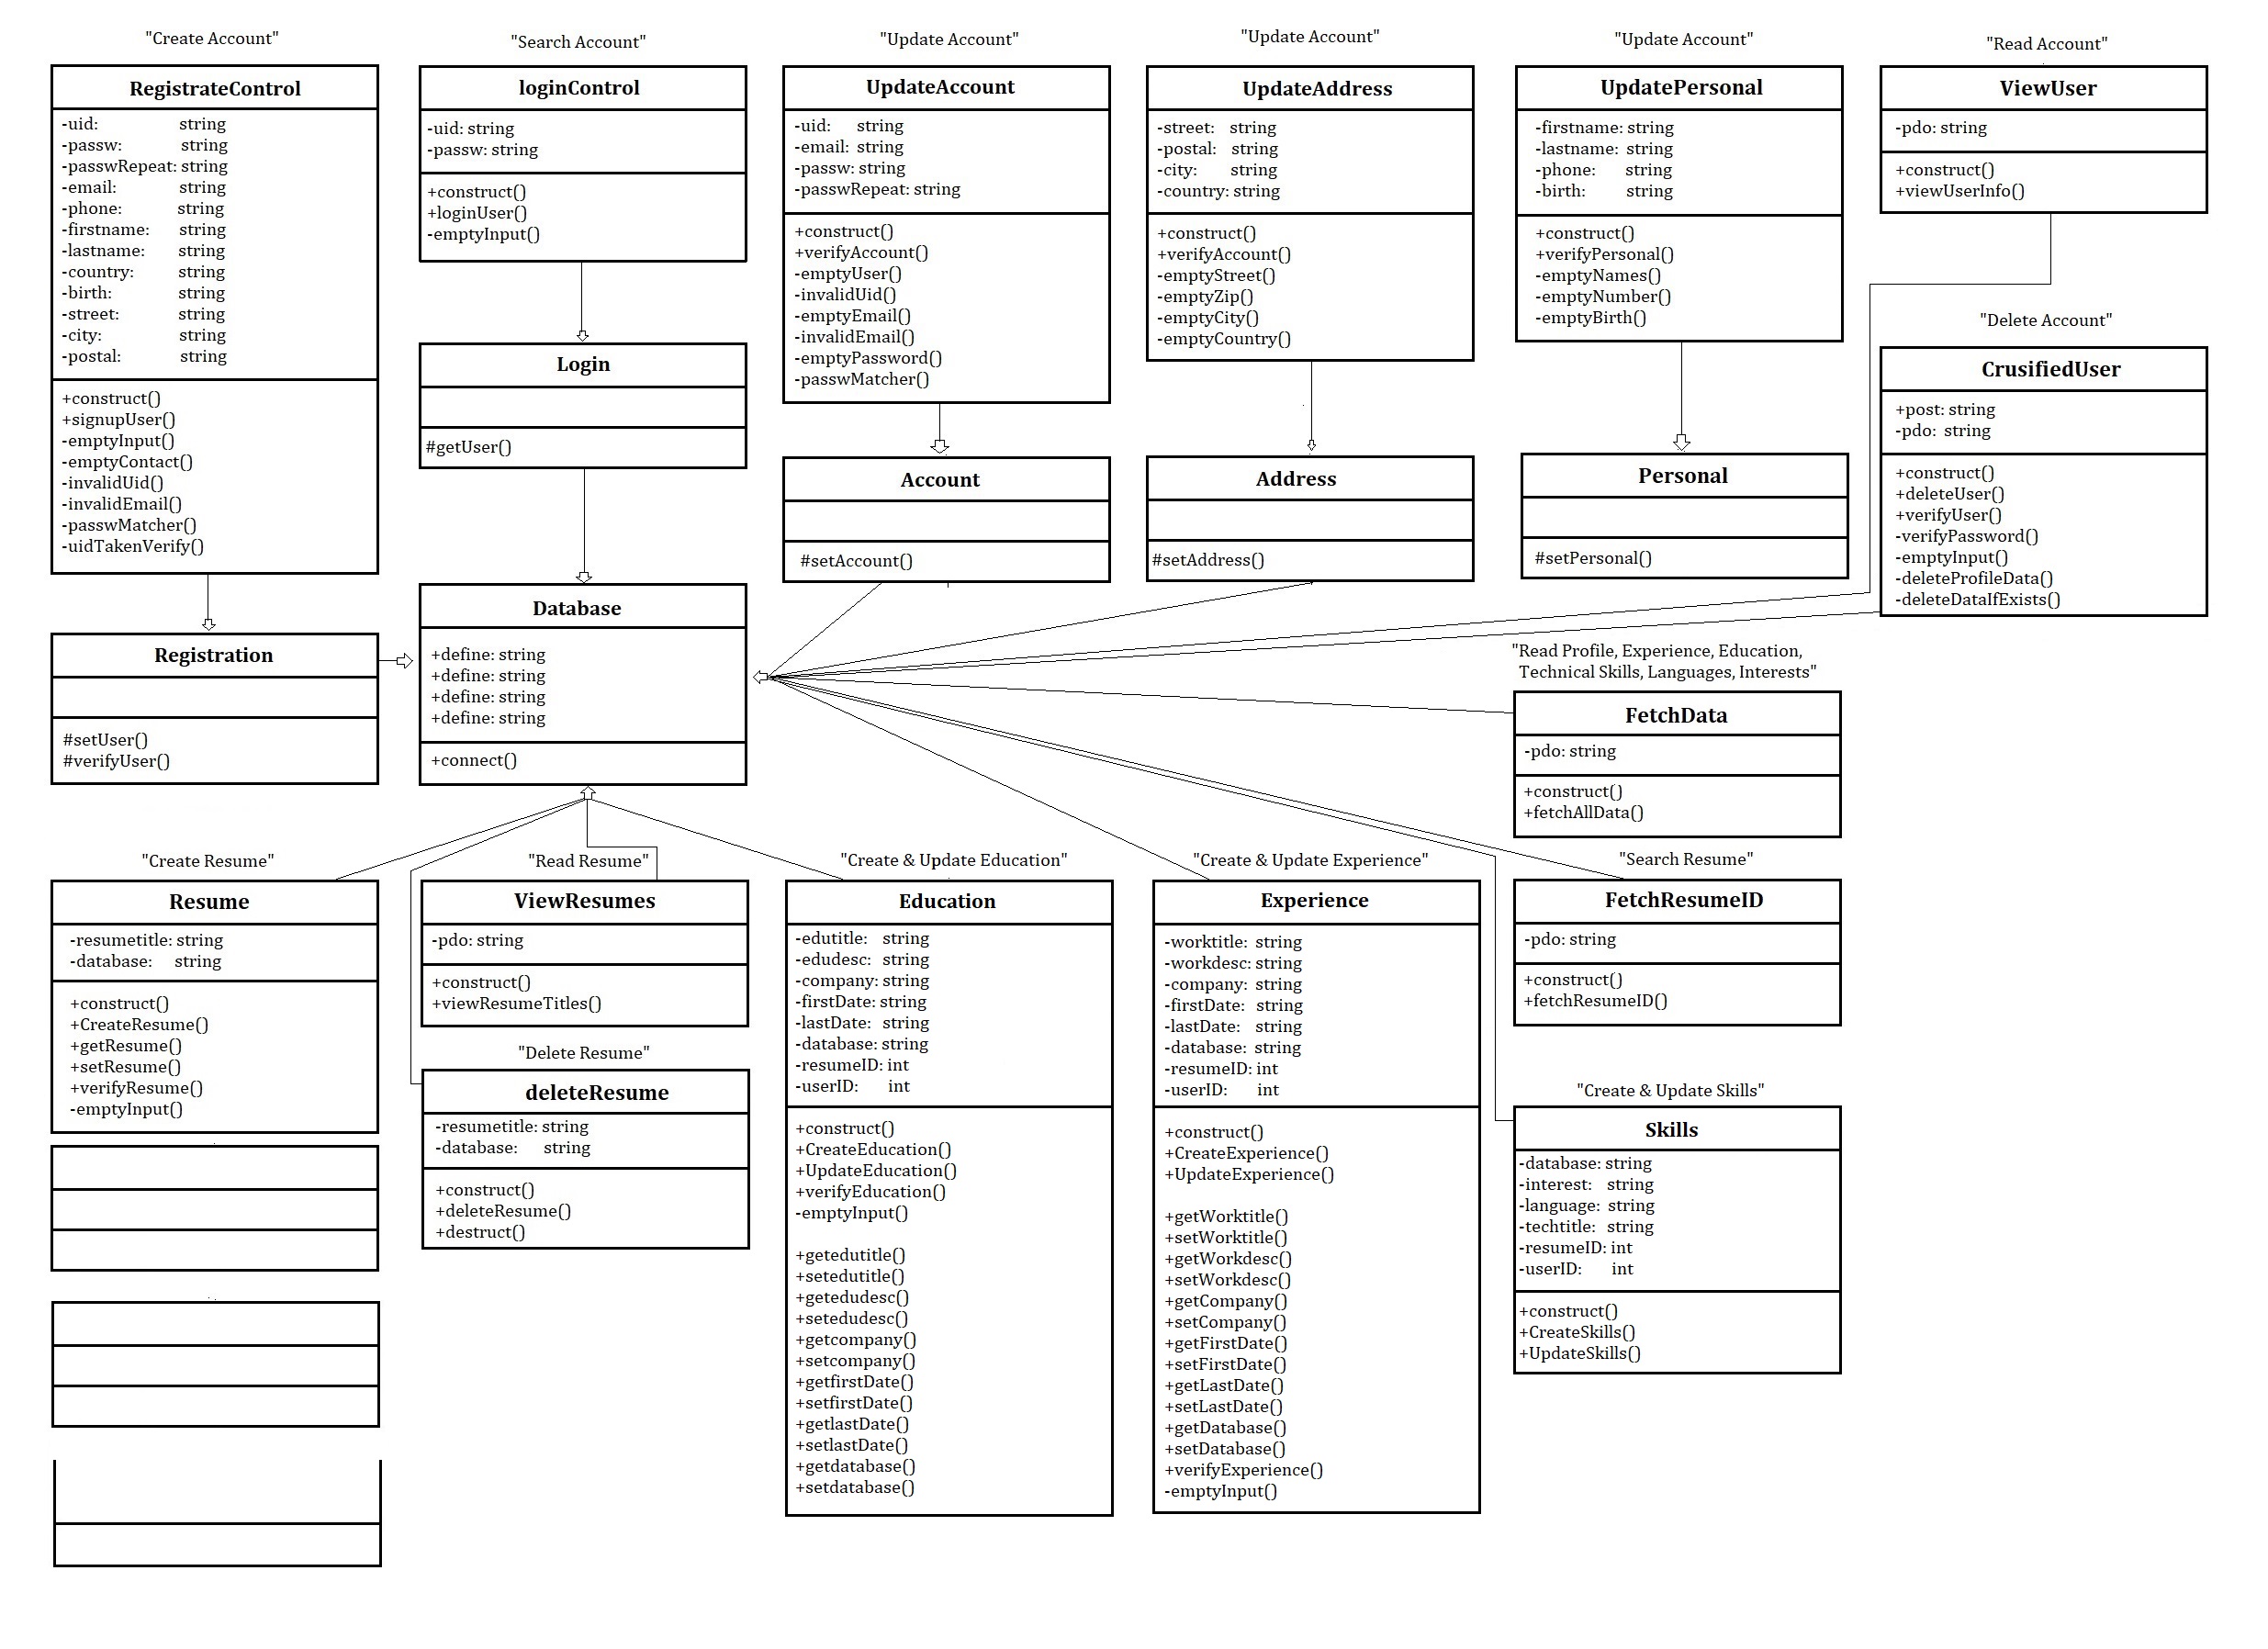 "Create Account"
RegistrateControl
-uid: string
-passw: string
-passwRepeat: string
-email: string
-phone: string
-firstname: string
-lastname: string
-country: string
-birth: string
-street: string
-city: string
-postal: string
+construct()
+signupUser()
-emptyInput()
-emptyContact()
-invalidUid()
-invalidEmail()
-passwMatcher()
-uidTakenVerify()
Registration
#setUser()
#verifyUser()
"Search Account"
loginControl
-uid: string
-passw: string
+construct()
+loginUser()
-emptyInput()
Login
#getUser()
Database
+define: string
+define: string
+define: string
+define: string
+connect()
"Update Account"
UpdateAccount
-uid: string
-email: string
-passw: string
-passwRepeat: string
+construct()
+verifyAccount()
-emptyUser()
-invalidUid()
-emptyEmail()
-invalidEmail()
-emptyPassword()
-passwMatcher()
Account
#setAccount()
"Update Account"
UpdateAddress
-street: string
-postal: string
-city: string
-country: string
+construct()
+verifyAccount()
-emptyStreet()
-emptyZip()
-emptyCity()
-emptyCountry()
Address
#setAddress()
"Update Account"
UpdatePersonal
-firstname: string
-lastname: string
-phone: string
-birth: string
+construct()
+verifyPersonal()
-emptyNames()
-emptyNumber()
-emptyBirth()
Personal
#setPersonal()
"Read Account"
ViewUser
-pdo: string
+construct()
+viewUserInfo()
"Delete Account"
CrusifiedUser
+post: string
-pdo: string
+construct()
+deleteUser()
+verifyUser()
-verifyPassword()
-emptyInput()
-deleteProfileData()
-deleteDataIfExists()
"Read Profile, Experience, Education,
Technical Skills, Languages, Interests"
FetchData
-pdo: string
+construct()
+fetchAllData()
"Create Resume"
Resume
-resumetitle: string
-database: string
+construct()
+CreateResume()
+getResume()
+setResume()
+verifyResume()
-emptyInput()
"Read Resume"
ViewResumes
-pdo: string
+construct()
+viewResumeTitles()
"Delete Resume"
deleteResume
-resumetitle: string
-database: string
+construct()
+deleteResume()
+destruct()
"Create & Update Education"
Education
-edutitle: string
-edudesc: string
-company: string
-firstDate: string
-lastDate: string
-database: string
-resumeID: int
-userID: int
+construct()
+CreateEducation()
+UpdateEducation()
+verifyEducation()
-emptyInput()
+getedutitle()
+setedutitle()
+getedudesc()
+setedudesc()
+getcompany()
+setcompany()
+getfirstDate()
+setfirstDate()
+getlastDate()
+setlastDate()
+getdatabase()
+setdatabase()
"Create & Update Experience"
Experience
-worktitle: string
-workdesc: string
-company: string
-firstDate: string
-lastDate: string
-database: string
-resumeID: int
-userID: int
+construct()
+CreateExperience()
+UpdateExperience()
+getWorktitle()
+setWorktitle()
+getWorkdesc()
+setWorkdesc()
+getCompany()
+setCompany()
+getFirstDate()
+setFirstDate()
+getLastDate()
+setLastDate()
+getDatabase()
+setDatabase()
+verifyExperience()
-emptyInput()
"Search Resume"
FetchResumeID
-pdo: string
+construct()
+fetchResumeID()
"Create & Update Skills"
Skills
-database: string
-interest: string
-language: string
-techtitle: string
-resumeID: int
-userID: int
+construct()
+CreateSkills()
+UpdateSkills()